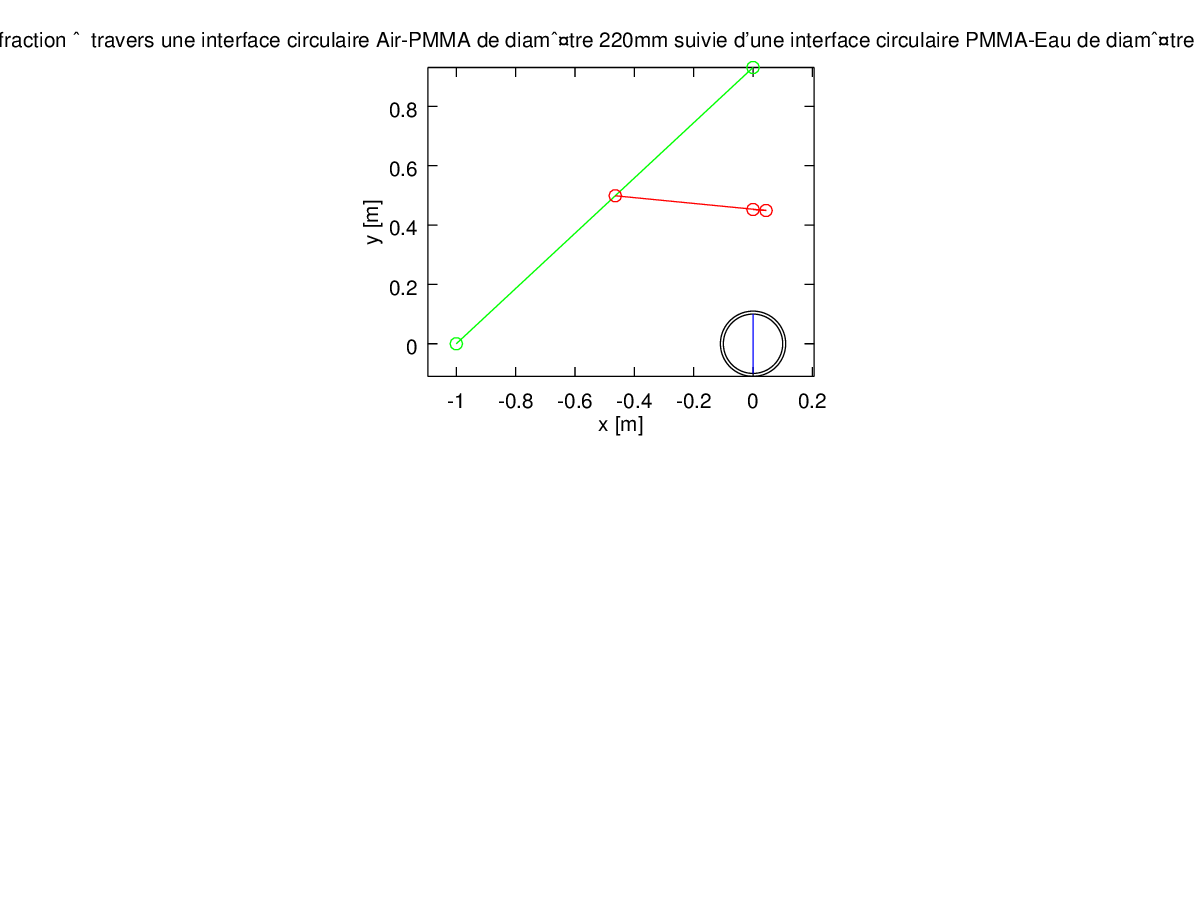 fraction ˆ travers une interface circulaire Air-PMMA de diamˆ¤tre 220mm suivie d'une interface circulaire PMMA-Eau de diamˆ¤tre
0.8
0.6
0.4
0.2
0
y [m]
-1 -0.8 -0.6 -0.4 -0.2 0 0.2
x [m]